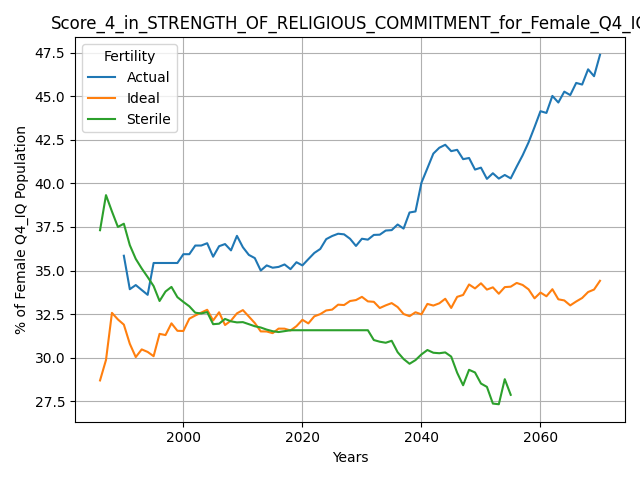 Score_4_in_STRENGTH_OF_RELIGIOUS_COMMITMENT_for_Female_Q4_IQ
Fertility
Actual
Ideal
Sterile
% of Female Q4_IQ Population
47.5
45.0
42.5
40.0
37.5
35.0
32.5
30.0
27.5
2000 2020 2040 2060
Years